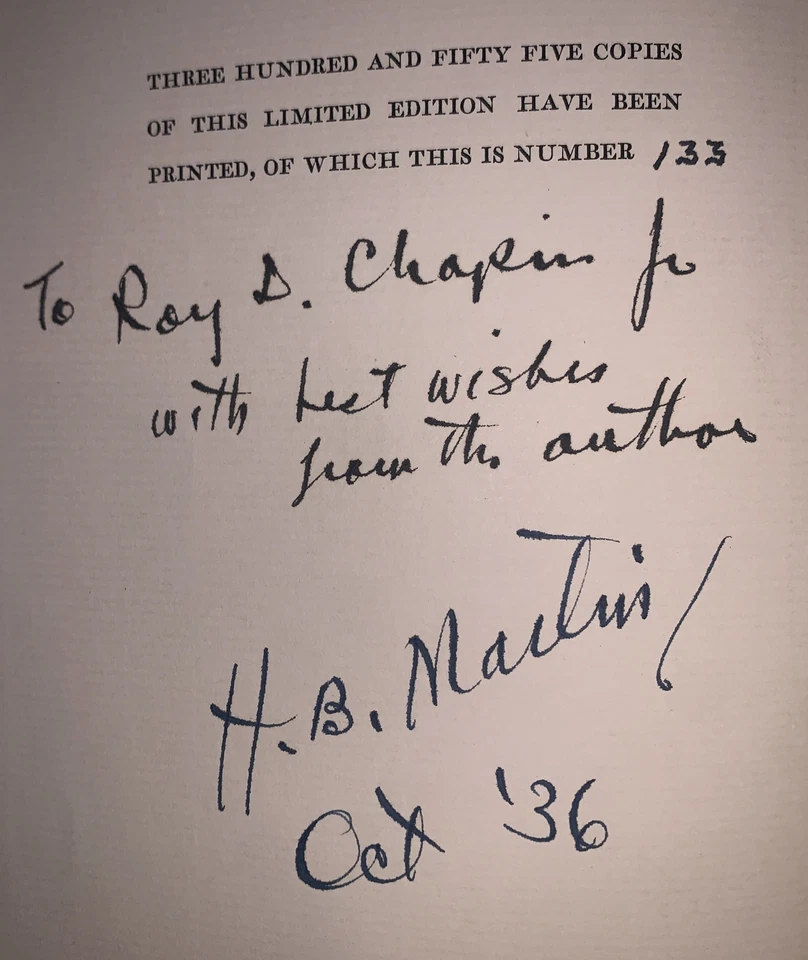 THREE HUNDRED AND FIFTY FIVE COPIES
OF THIS LIMITED EDITION HAVE BEEN
PRINTED, OF WHICH THIS IS NUMBER 133
To Roy D. Chapin Jr
with best wishes
from the author
H. B. Martin
Oct '36